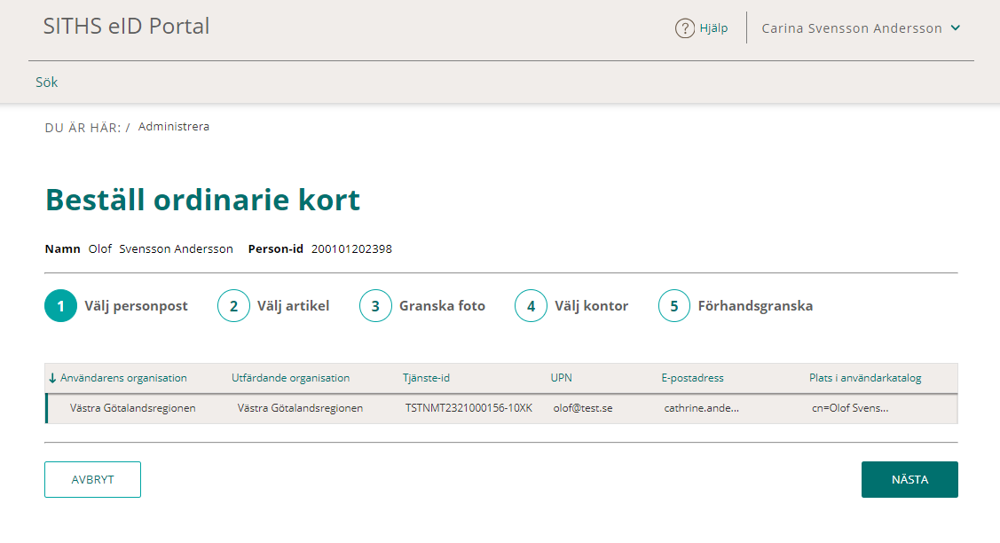 SITHS eID Portal
? Hjälp
Carina Svensson Andersson
Sök
DU ÄR HÄR: / Administrera
Beställ ordinarie kort
Namn Olof Svensson Andersson Person-id 200101202398
1 Välj personpost 2 Välj artikel 3 Granska foto 4 Välj kontor 5 Förhandsgranska
Användarens organisation Utfärdande organisation Tjänste-id UPN E-postadress Plats i användarkatalog
Västra Götalandsregionen Västra Götalandsregionen TSTNMT2321000156-10XK olof@test.se cathrine.ande... cn=Olof Svens...
AVBRYT NÄSTA